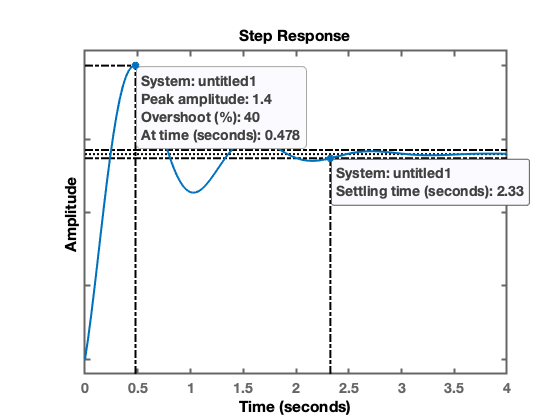 Step Response
System: untitled1
Peak amplitude: 1.4
Overshoot (%): 40
At time (seconds): 0.478
System: untitled1
Settling time (seconds): 2.33
Amplitude
0 0.5 1 1.5 2 2.5 3 3.5 4
Time (seconds)